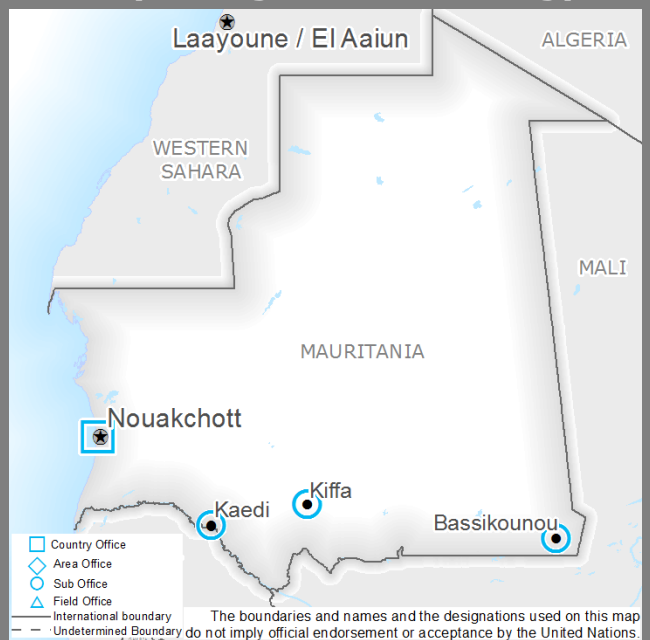 Laayoune / El Aaiun
ALGERIA
WESTERN
SAHARA
MALI
MAURITANIA
Nouakchott
Kiffa
Kaedi
Bassikounou
Country Office
Area Office
Sub Office
Field Office
International boundary
Undetermined Boundary
The boundaries and names and the designations used on this map
do not imply official endorsement or acceptance by the United Nations.